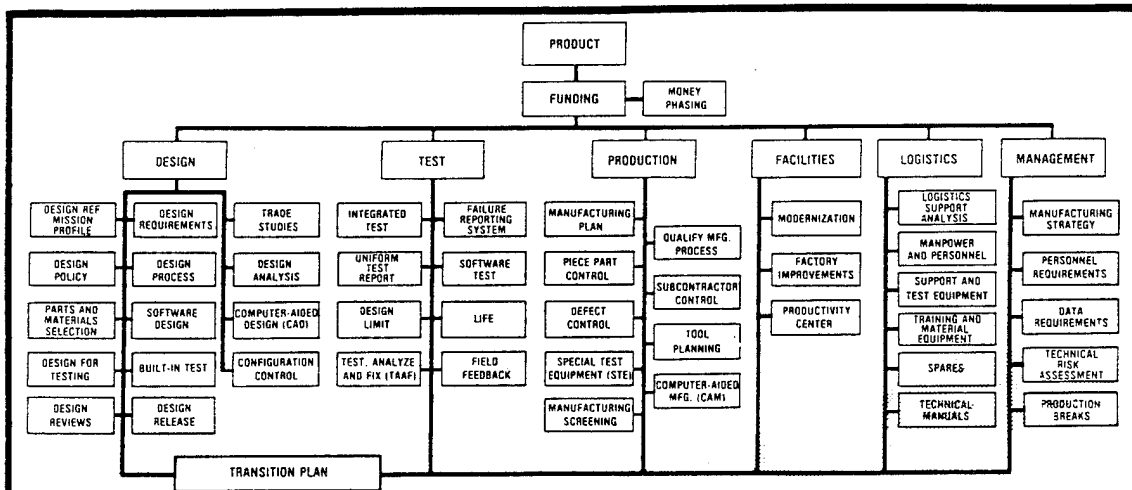 PRODUCT
FUNDING
MONEY
PHASING
DESIGN
TEST
PRODUCTION
FACILITIES
LOGISTICS
MANAGEMENT
DESIGN REF
MISSION
PROFILE
DESIGN
REQUIREMENTS
TRADE
STUDIES
DESIGN
POLICY
DESIGN
PROCESS
DESIGN
ANALYSIS
PARTS AND
MATERIALS
SELECTION
SOFTWARE
DESIGN
COMPUTER-AIDED
DESIGN (CAD)
DESIGN FOR
TESTING
BUILT-IN TEST
CONFIGURATION
CONTROL
DESIGN
REVIEWS
DESIGN
RELEASE
INTEGRATED
TEST
FAILURE
REPORTING
SYSTEM
UNIFORM
TEST
REPORT
SOFTWARE
TEST
DESIGN
LIMIT
LIFE
TEST, ANALYZE
AND FIX (TAAF)
FIELD
FEEDBACK
MANUFACTURING
PLAN
QUALIFY MFG.
PROCESS
PIECE PART
CONTROL
SUBCONTRACTOR
CONTROL
DEFECT
CONTROL
TOOL
PLANNING
SPECIAL TEST
EQUIPMENT (STE)
COMPUTER-AIDED
MFG. (CAM)
MANUFACTURING
SCREENING
MODERNIZATION
FACTORY
IMPROVEMENTS
PRODUCTIVITY
CENTER
LOGISTICS
SUPPORT
ANALYSIS
MANPOWER
AND PERSONNEL
SUPPORT AND
TEST EQUIPMENT
TRAINING AND
MATERIAL
EQUIPMENT
SPARES
TECHNICAL-
MANUALS
MANUFACTURING
STRATEGY
PERSONNEL
REQUIREMENTS
DATA
REQUIREMENTS
TECHNICAL
RISK
ASSESSMENT
PRODUCTION
BREAKS
TRANSITION PLAN